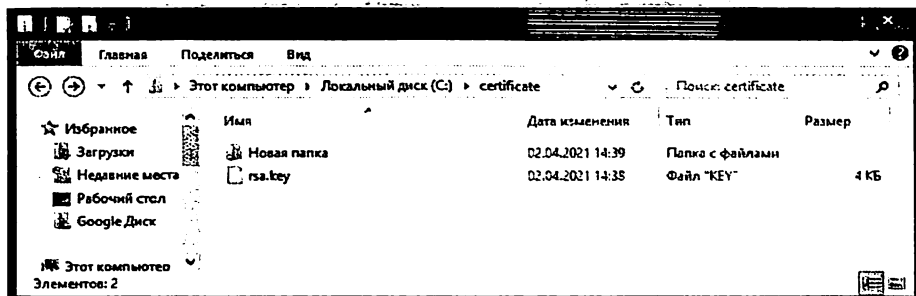 Файл Главная Поделиться Вид
Этот компьютер Локальный диск (C:) certificate Поиск: certificate
Имя Дата изменения Тип Размер
Избранное
Загрузки Новая папка 02.04.2021 14:39 Папка с файлами
Недавние места rsa.key 02.04.2021 14:38 Файл "KEY" 4 КБ
Рабочий стол
Google Диск
Этот компьютер
Элементов: 2